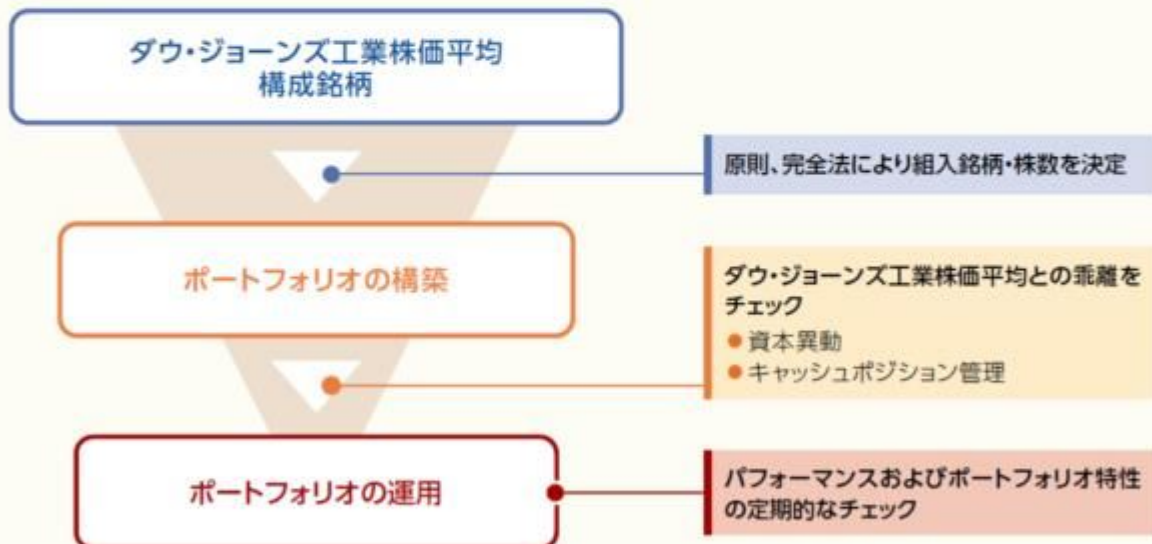 ダウ・ジョーンズ工業株価平均
構成銘柄
原則、完全法により組入銘柄・株数を決定
ポートフォリオの構築
ダウ・ジョーンズ工業株価平均との乖離を
チェック
● 資本異動
● キャッシュポジション管理
ポートフォリオの運用
パフォーマンスおよびポートフォリオ特性
の定期的なチェック